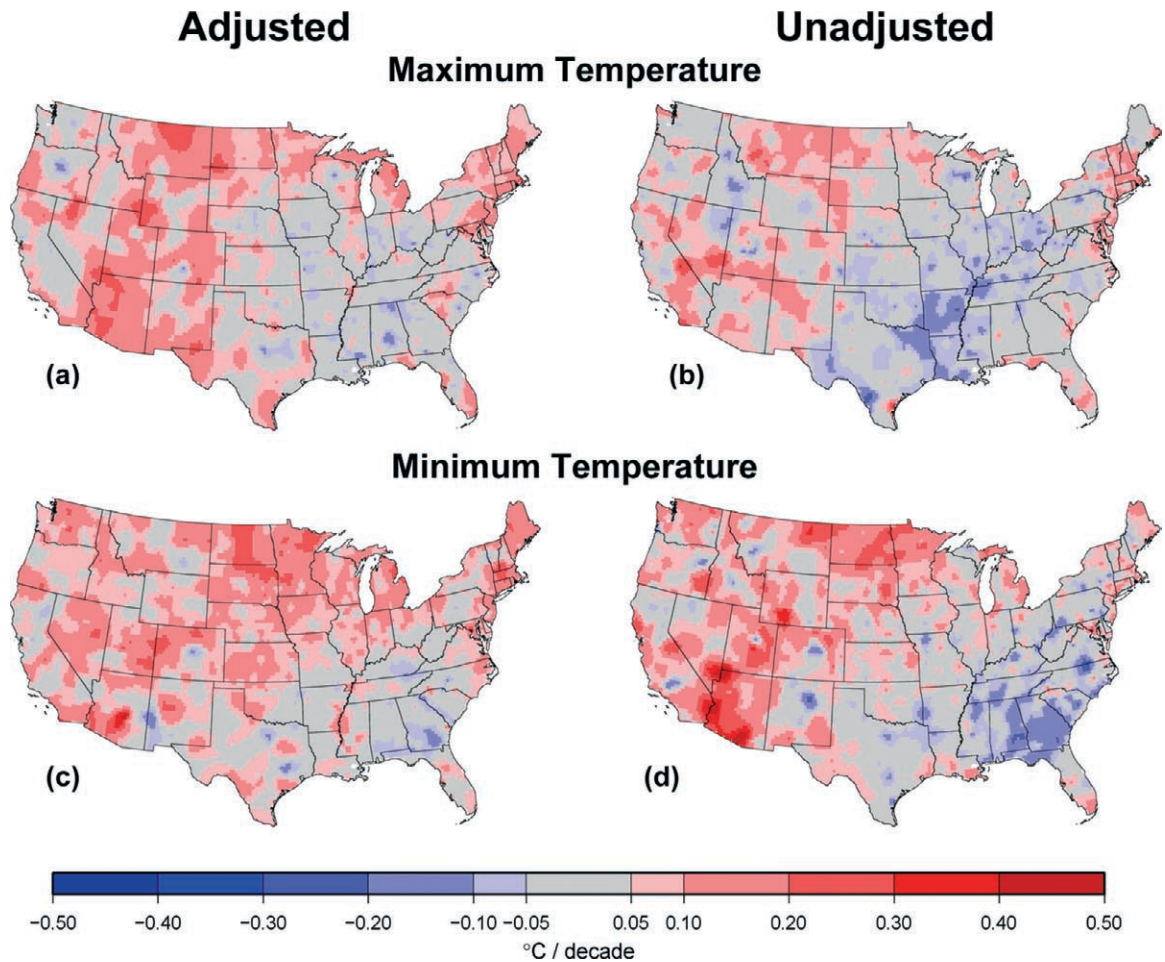 Adjusted Unadjusted
Maximum Temperature
(a) (b)
Minimum Temperature
(c) (d)
−0.50 −0.40 −0.30 −0.20 −0.10 −0.05 0.05 0.10 0.20 0.30 0.40 0.50
°C / decade